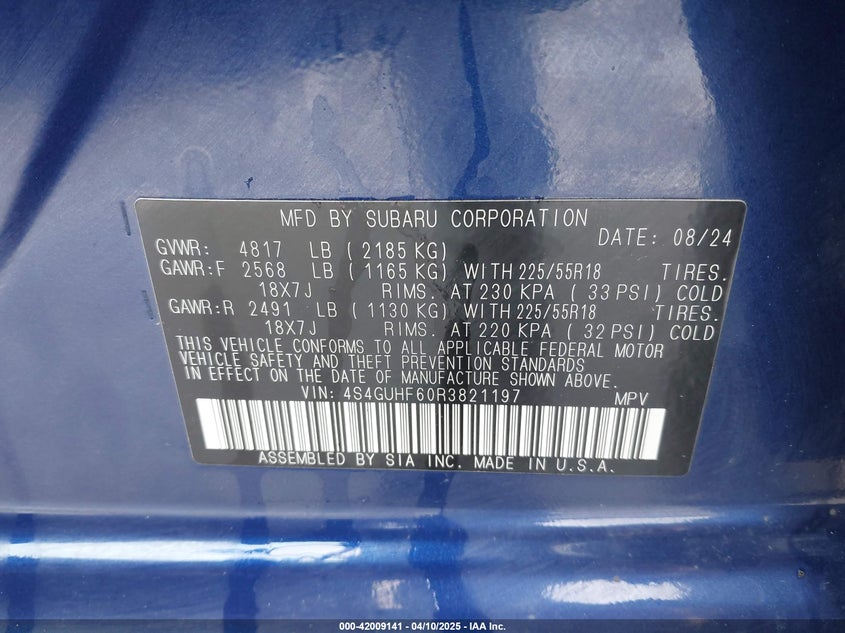 MFD BY SUBARU CORPORATION
DATE: 08/24
GVWR: 4817 LB ( 2185 KG)
GAWR:F 2568 LB ( 1165 KG) WITH 225/55R18 TIRES.
18X7J RIMS. AT 230 KPA ( 33 PSI) COLD
GAWR:R 2491 LB ( 1130 KG) WITH 225/55R18 TIRES.
18X7J RIMS. AT 220 KPA ( 32 PSI) COLD
THIS VEHICLE CONFORMS TO ALL APPLICABLE FEDERAL MOTOR
VEHICLE SAFETY AND THEFT PREVENTION STANDARDS
IN EFFECT ON THE DATE OF MANUFACTURE SHOWN ABOVE.
VIN: 4S4GUHF60R3821197 MPV
ASSEMBLED BY SIA INC. MADE IN U.S.A.
000-42009141 - 04/10/2025 - IAA Inc.